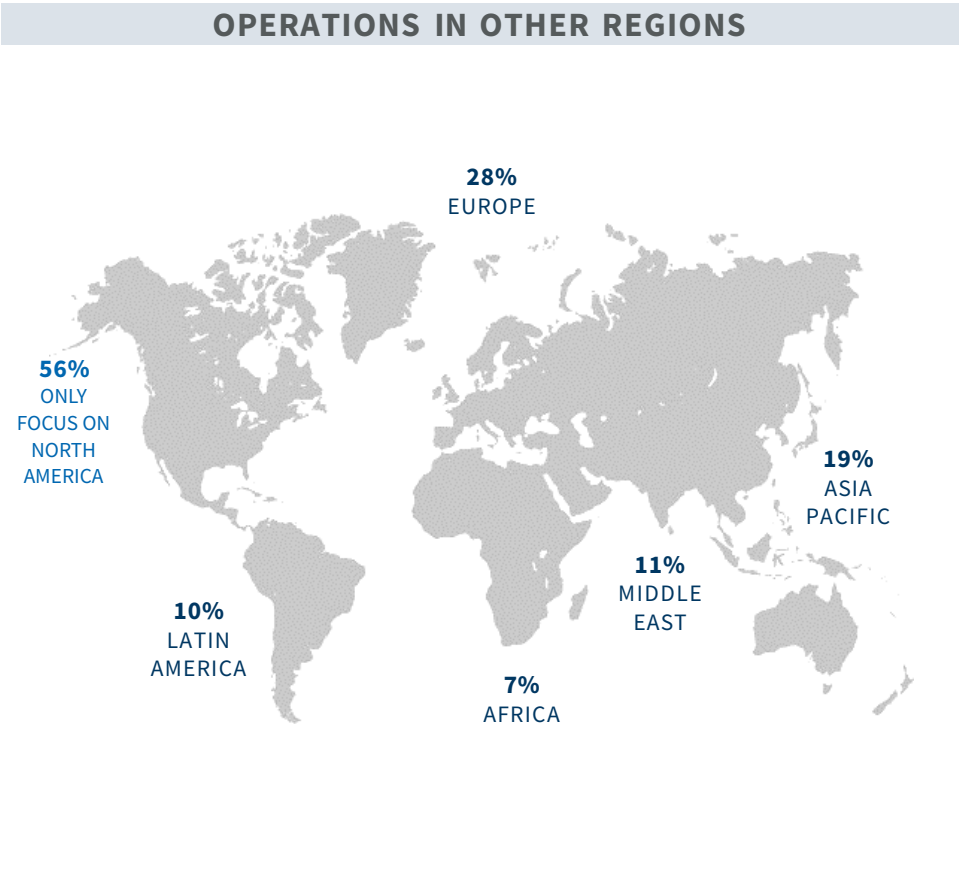 OPERATIONS IN OTHER REGIONS
28%
EUROPE
56%
ONLY
FOCUS ON
NORTH
AMERICA
19%
ASIA
PACIFIC
11%
MIDDLE
EAST
10%
LATIN
AMERICA
7%
AFRICA